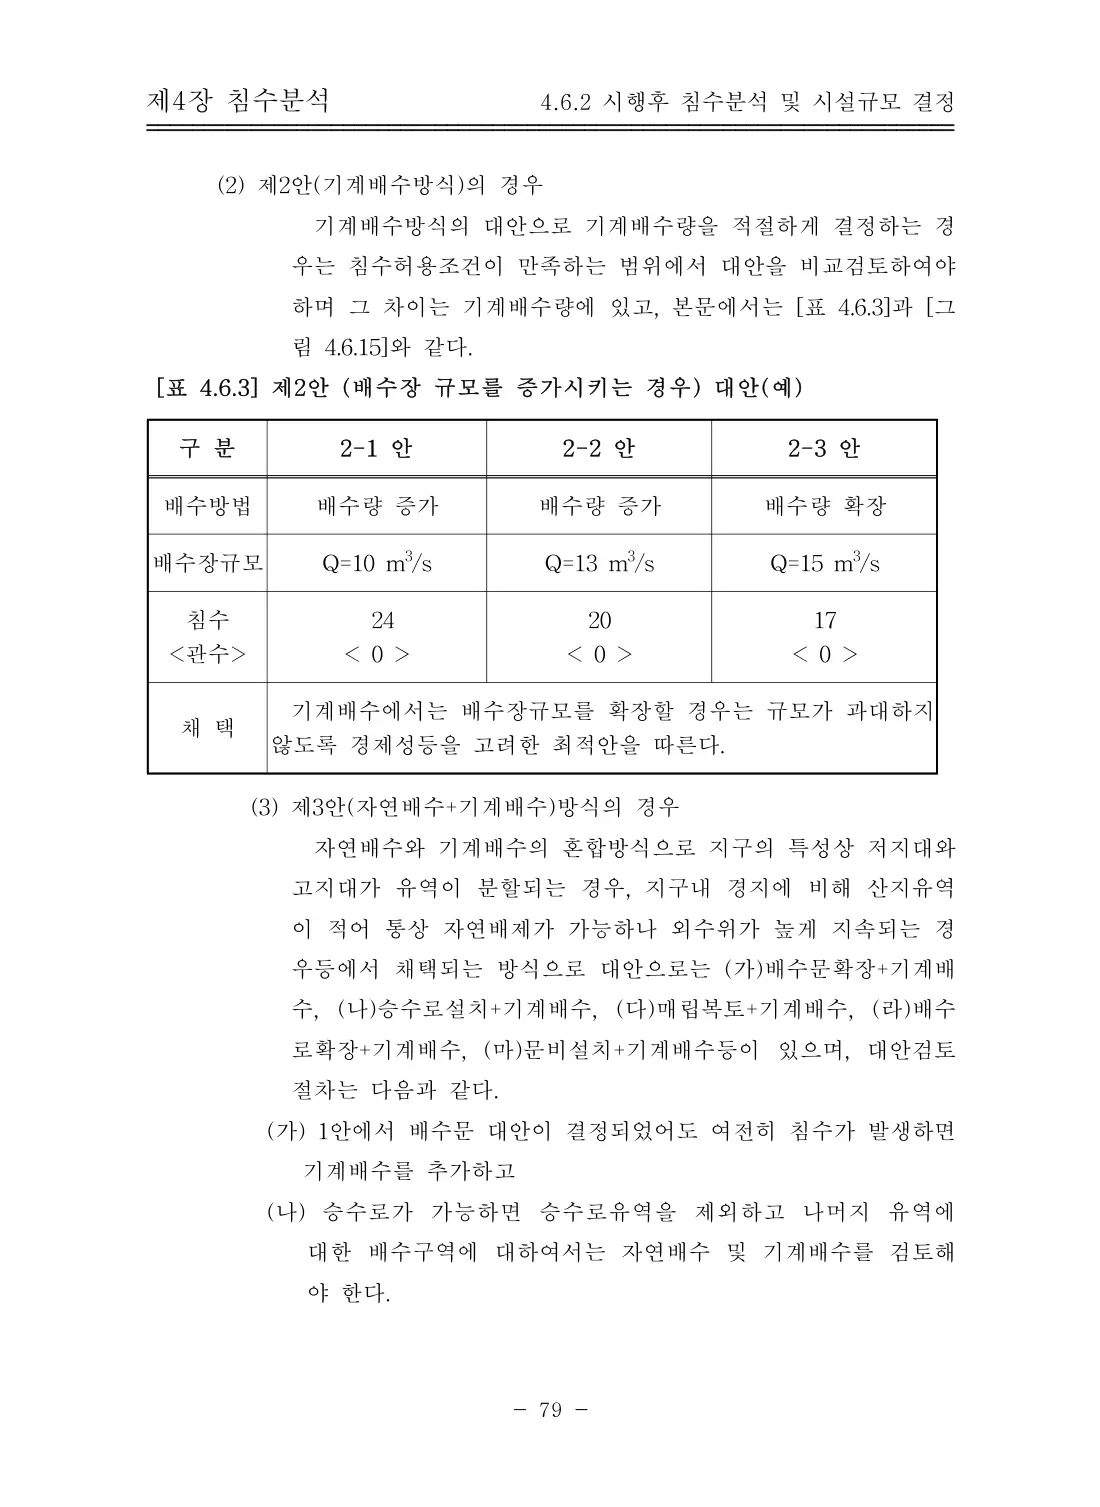 제4장 침수분석
4.6.2 시행후 침수분석 및 시설규모 결정
(2) 제2안(기계배수방식)의 경우
기계배수방식의 대안으로 기계배수량을 적절하게 결정하는 경
우는 침수허용조건이 만족하는 범위에서 대안을 비교검토하여야
하며 그 차이는 기계배수량에 있고, 본문에서는 [표 4.6.3]과 [그
림 4.6.15]와 같다.
[표 4.6.3] 제2안 (배수장 규모를 증가시키는 경우) 대안(예)
구 분 2-1 안 2-2 안 2-3 안
배수방법 배수량 증가 배수량 증가 배수량 확장
배수장규모 Q=10 m³/s Q=13 m³/s Q=15 m³/s
침수 24 20 17
<관수> < 0 > < 0 > < 0 >
채 택
기계배수에서는 배수장규모를 확장할 경우는 규모가 과대하지
않도록 경제성등을 고려한 최적안을 따른다.
(3) 제3안(자연배수+기계배수)방식의 경우
자연배수와 기계배수의 혼합방식으로 지구의 특성상 저지대와
고지대가 유역이 분할되는 경우, 지구내 경지에 비해 산지유역
이 적어 통상 자연배제가 가능하나 외수위가 높게 지속되는 경
우등에서 채택되는 방식으로 대안으로는 (가)배수문확장+기계배
수, (나)승수로설치+기계배수, (다)매립복토+기계배수, (라)배수
로확장+기계배수, (마)문비설치+기계배수등이 있으며, 대안검토
절차는 다음과 같다.
(가) 1안에서 배수문 대안이 결정되었어도 여전히 침수가 발생하면
기계배수를 추가하고
(나) 승수로가 가능하면 승수로유역을 제외하고 나머지 유역에
대한 배수구역에 대하여서는 자연배수 및 기계배수를 검토해
야 한다.
- 79 -